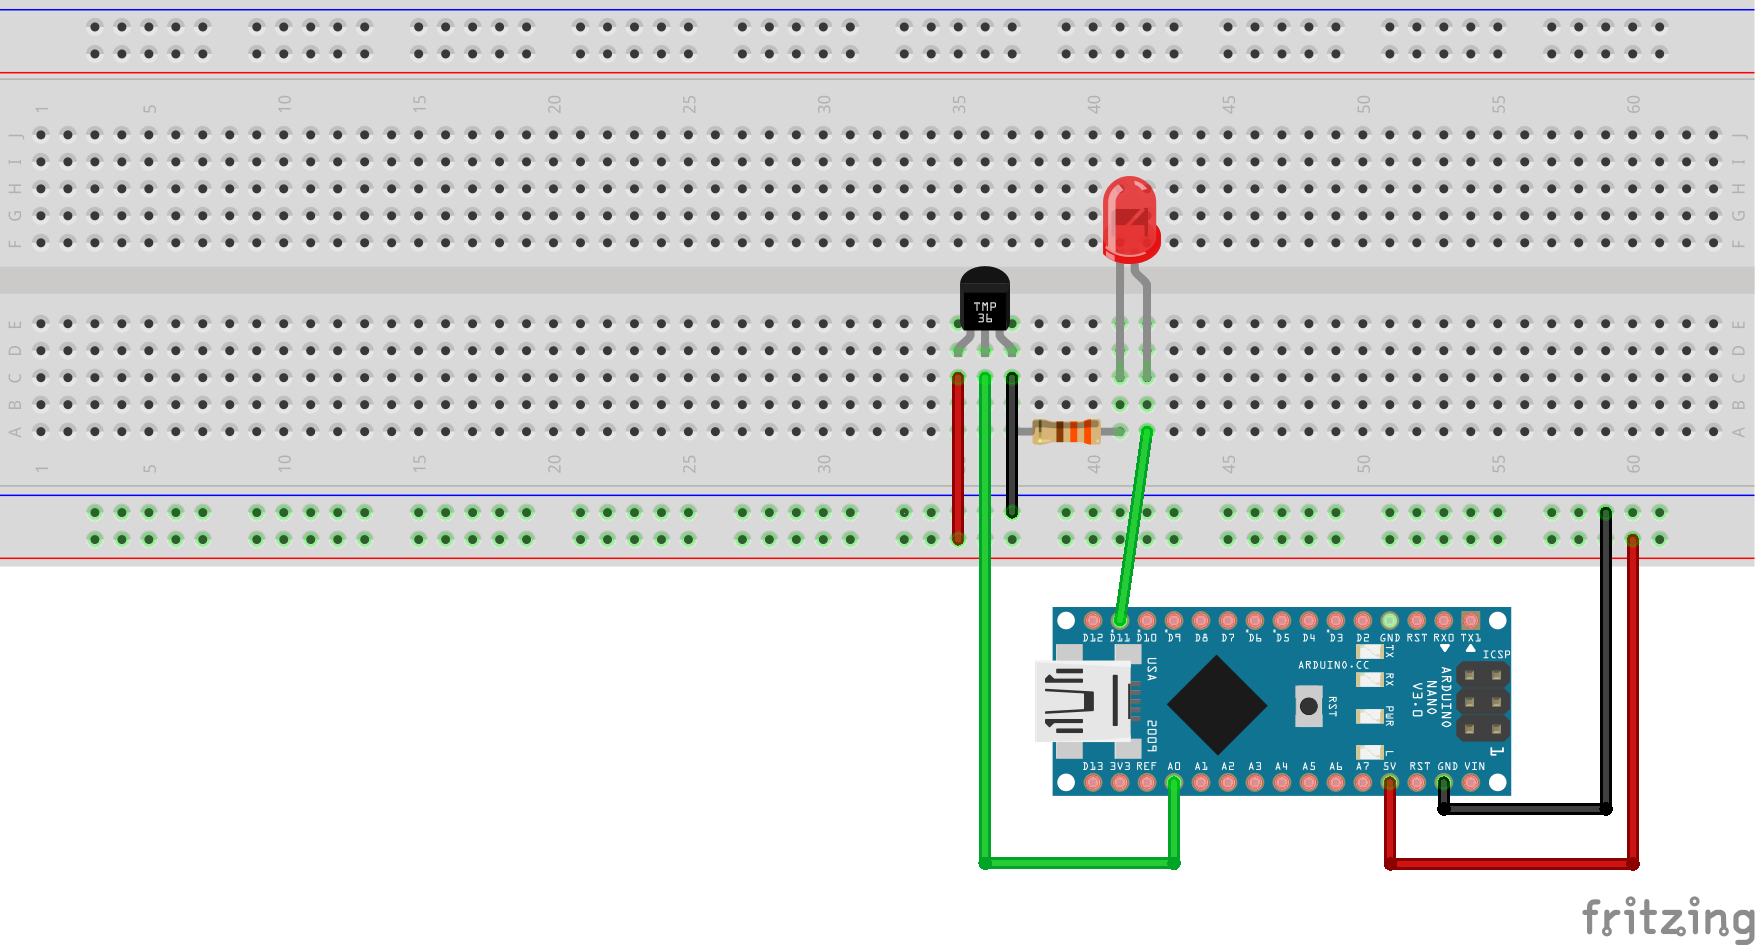 1 5 10 15 20 25 30 35 40 45 50 55 60
J J
I I
H H
G G
F F
TMP
36
E E
D D
C C
B B
A A
1 5 10 15 20 25 30 40 45 50 55 60
D12 D11 D10 D9 D8 D7 D6 D5 D4 D3 D2 GND RST RX0 TX1
TX
ICSP
USA
ARDUINO.CC
RX
ARDUINO
NANO
V3.0
RST
PWR
2009
L
1
D13 3V3 REF A0 A1 A2 A3 A4 A5 A6 A7 5V RST GND VIN
fritzing